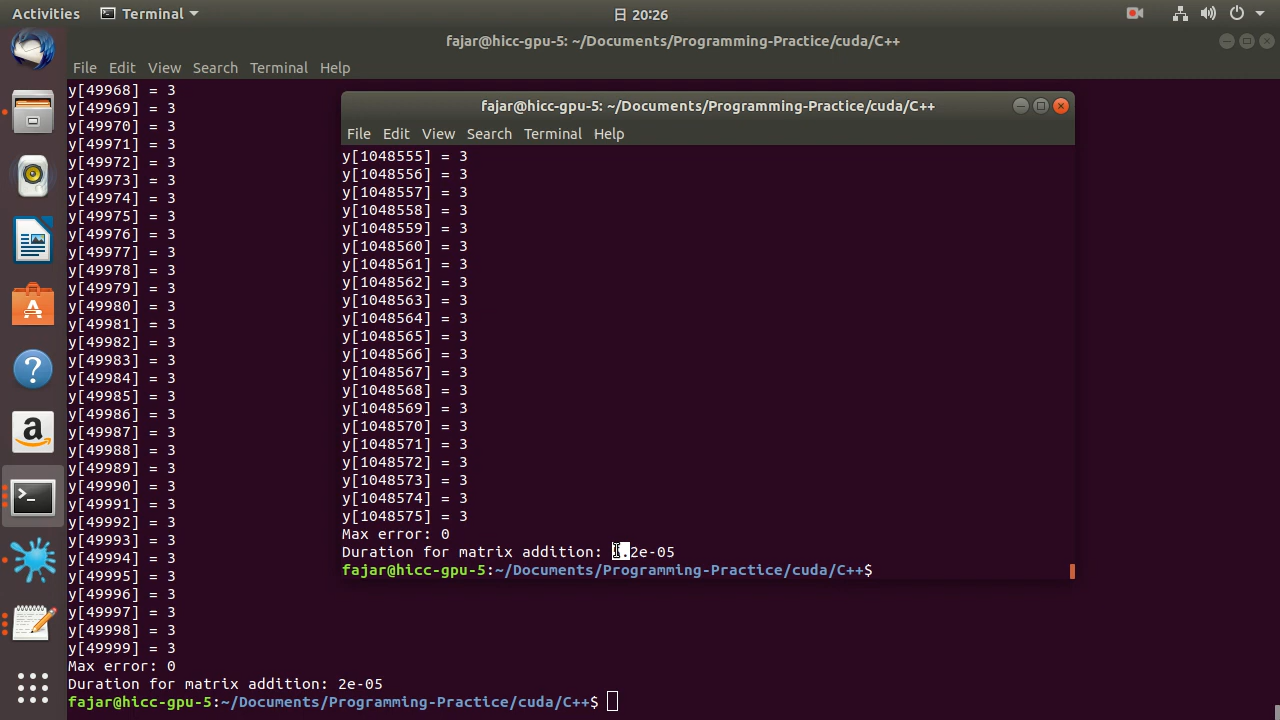 Activities
Terminal
日 20:26
fajar@hicc-gpu-5: ~/Documents/Programming-Practice/cuda/C++
File Edit View Search Terminal Help
y[49968] = 3
y[49969] = 3
y[49970] = 3
y[49971] = 3
y[49972] = 3
y[49973] = 3
y[49974] = 3
y[49975] = 3
y[49976] = 3
y[49977] = 3
y[49978] = 3
y[49979] = 3
y[49980] = 3
y[49981] = 3
y[49982] = 3
y[49983] = 3
y[49984] = 3
y[49985] = 3
y[49986] = 3
y[49987] = 3
y[49988] = 3
y[49989] = 3
y[49990] = 3
y[49991] = 3
y[49992] = 3
y[49993] = 3
y[49994] = 3
y[49995] = 3
y[49996] = 3
y[49997] = 3
y[49998] = 3
y[49999] = 3
Max error: 0
Duration for matrix addition: 2e-05
fajar@hicc-gpu-5:~/Documents/Programming-Practice/cuda/C++$
fajar@hicc-gpu-5: ~/Documents/Programming-Practice/cuda/C++
File Edit View Search Terminal Help
y[1048555] = 3
y[1048556] = 3
y[1048557] = 3
y[1048558] = 3
y[1048559] = 3
y[1048560] = 3
y[1048561] = 3
y[1048562] = 3
y[1048563] = 3
y[1048564] = 3
y[1048565] = 3
y[1048566] = 3
y[1048567] = 3
y[1048568] = 3
y[1048569] = 3
y[1048570] = 3
y[1048571] = 3
y[1048572] = 3
y[1048573] = 3
y[1048574] = 3
y[1048575] = 3
Max error: 0
Duration for matrix addition:
fajar@hicc-gpu-5:~/Documents/Programming-Practice/cuda/C++$